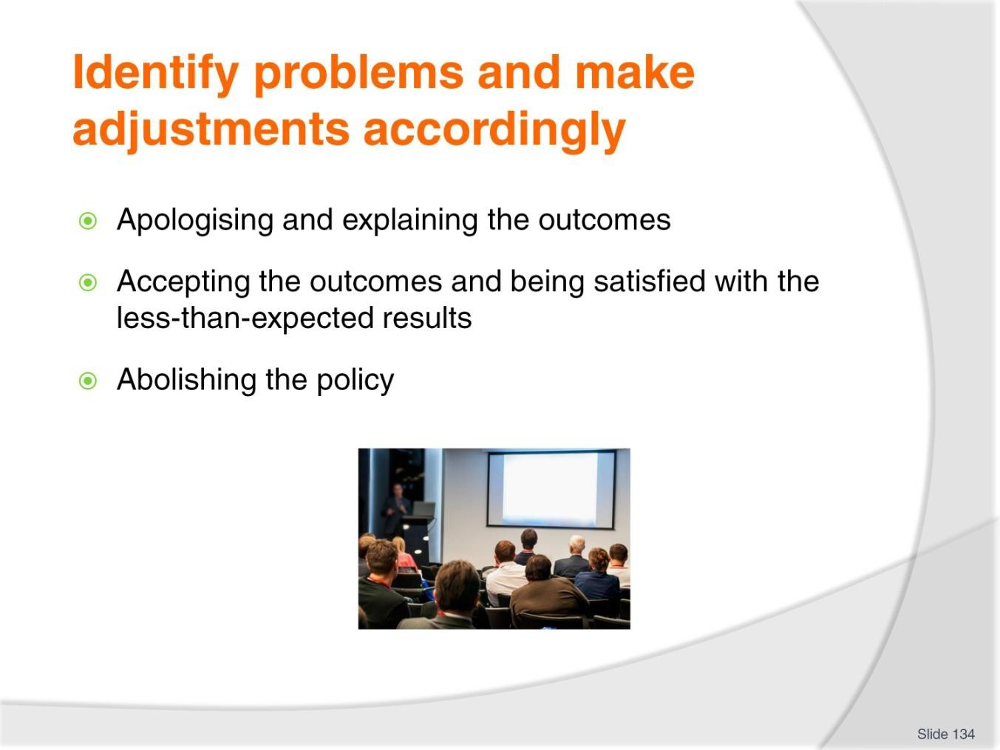 Identify problems and make
adjustments accordingly
Apologising and explaining the outcomes
Accepting the outcomes and being satisfied with the
less-than-expected results
Abolishing the policy
Slide 134